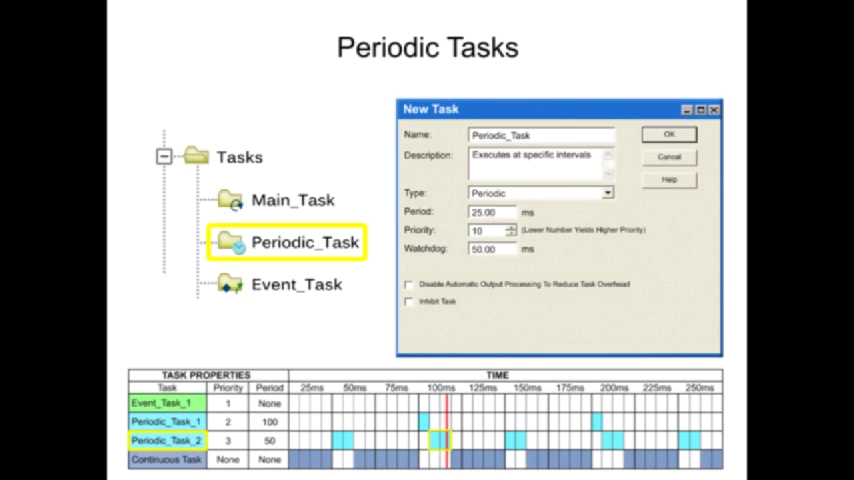 Periodic Tasks
Tasks
Main_Task
Periodic_Task
Event_Task
New Task
Name: Periodic_Task OK
Description: Executes at specific intervals Cancel
Help
Type: Periodic
Period: 25.00 ms
Priority: 10 (Lower Number Yields Higher Priority)
Watchdog: 50.00 ms
Disable Automatic Output Processing To Reduce Task Overhead
Inhibit Task
TASK PROPERTIES TIME
Task Priority Period 25ms 50ms 75ms 100ms 125ms 150ms 175ms 200ms 225ms 250ms
Event_Task_1 1 None
Periodic_Task_1 2 100
Periodic_Task_2 3 50
Continuous Task None None